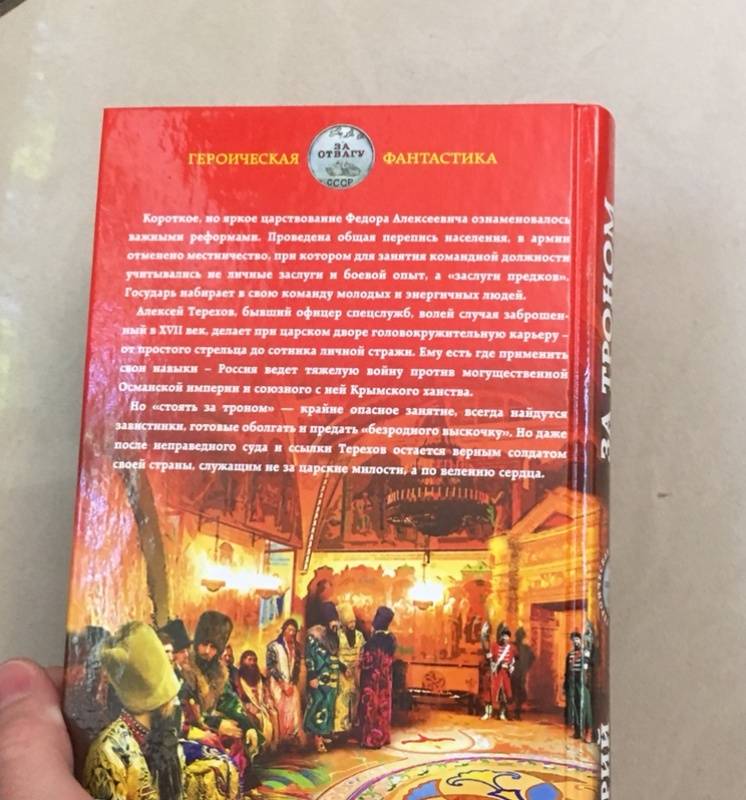 ГЕРОИЧЕСКАЯ
ЗА
ОТВАГУ
СССР
ФАНТАСТИКА
Короткое, но яркое царствование Федора Алексеевича ознаменовалось
важными реформами. Проведена общая перепись населения, в армии
отменено местничество, при котором для занятия командной должности
учитывались не личные заслуги и боевой опыт, а «заслуги предков».
Государь набирает в свою команду молодых и энергичных людей.
Алексей Терехов, бывший офицер спецслужб, волей случая заброшен-
ный в XVII век, делает при царском дворе головокружительную карьеру –
от простого стрельца до сотника личной стражи. Ему есть где применить
свои навыки – Россия ведет тяжелую войну против могущественной
Османской империи и союзного с ней Крымского ханства.
Но «стоять за троном» — крайне опасное занятие, всегда найдутся
завистники, готовые оболгать и предать «безродного выскочку». Но даже
после неправедного суда и ссылки Терехов остается верным солдатом
своей страны, служащим не за царские милости, а по велению сердца.
ЗА ТРОНОМ
РИЙ